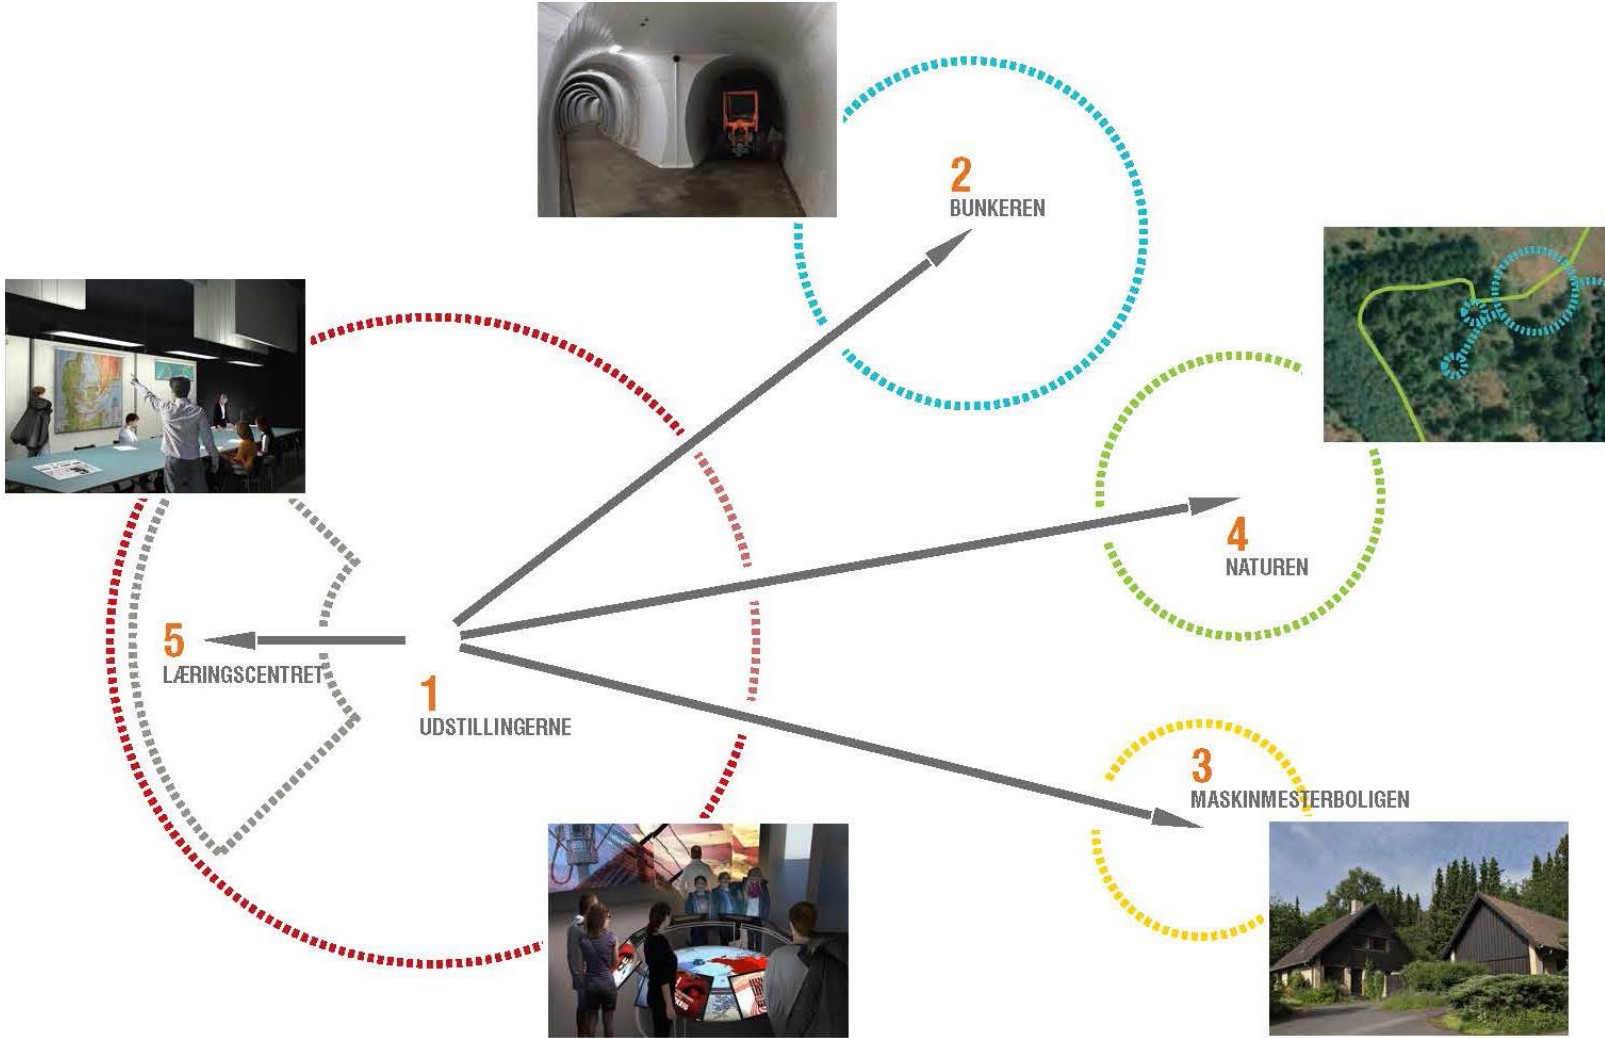 2
BUNKEREN
4
NATUREN
5
LÆRINGSCENTRET
1
UDSTILLINGERNE
3
MASKINMESTERBOLIGEN